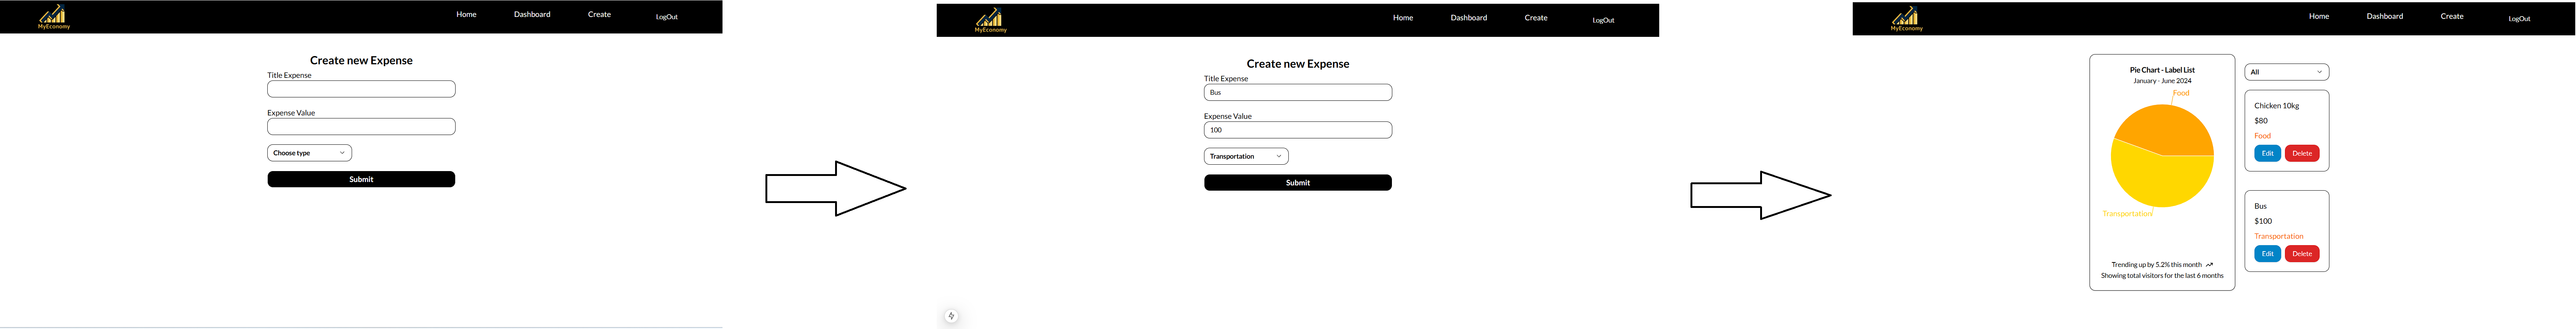 MyEconomy
Home Dashboard Create LogOut
Create new Expense
Title Expense
Expense Value
Choose type
Submit
MyEconomy
Home Dashboard Create LogOut
Create new Expense
Title Expense
Bus
Expense Value
100
Transportation
Submit
MyEconomy
Home Dashboard Create LogOut
Pie Chart - Label List
January - June 2024
Food
Transportation
Trending up by 5.2% this month
Showing total visitors for the last 6 months
All
Chicken 10kg
$80
Food
Edit Delete
Bus
$100
Transportation
Edit Delete